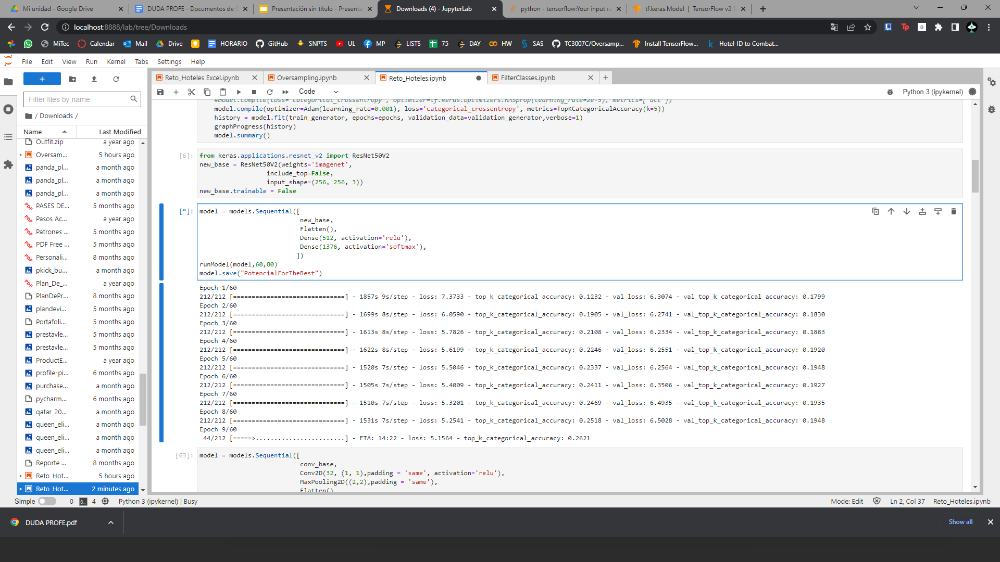 Mi unidad - Google Drive
DUDA PROFE - Documentos de G
Presentación sin título - Presenta
Downloads (4) - JupyterLab
python - tensorflow:Your input ra
tf.keras.Model | TensorFlow v2.1
localhost:8888/lab/tree/Downloads
MiTec Calendar Mail Drive HORARIO GitHub SNPTS UL MP LISTS 75 DAY HW SAS TC3007C/Oversamp... Install TensorFlow... Hotel-ID to Combat...
File Edit View Run Kernel Tabs Settings Help
Reto_Hoteles Excel.ipynb
Oversampling.ipynb
Reto_Hoteles.ipynb
FilterClasses.ipynb
Code
Python 3 (ipykernel)
Filter files by name
/ Downloads /
Name Last Modified
Outfit.zip a year ago
Oversam... 5 hours ago
panda_pl... a month ago
panda_pl... a month ago
panda_pl... a month ago
PASES DE... 5 months ago
Pasos Ac... a year ago
Patrones ... 5 months ago
PDF Free ... 5 months ago
Personali... 8 months ago
pkick_bu... a month ago
Plan_De_... a year ago
PlanDePr... 8 months ago
plandevi... 5 months ago
Portafoli... 5 months ago
prestavle... 5 months ago
prestavle... 5 months ago
ProductE... a year ago
profile-pi... 6 months ago
purchase... a month ago
pycharm... 6 months ago
qatar_20... a month ago
queen_eli... a month ago
queen_eli... a month ago
queen_eli... a month ago
Reporte ... 8 months ago
Reto_Hot... 5 hours ago
Reto_Hot... 2 minutes ago
#model.compile(loss='categorical_crossentropy', optimizer=tf.keras.optimizers.RMSprop(learning_rate=2e-5), metrics=['acc'])
model.compile(optimizer=Adam(learning_rate=0.001), loss='categorical_crossentropy', metrics=TopKCategoricalAccuracy(k=5))
history = model.fit(train_generator, epochs=epochs, validation_data=validation_generator,verbose=1)
graphProgress(history)
model.summary()
[6]: from keras.applications.resnet_v2 import ResNet50V2
new_base = ResNet50V2(weights='imagenet',
include_top=False,
input_shape=(256, 256, 3))
new_base.trainable = False
[*]: model = models.Sequential([
new_base,
Flatten(),
Dense(512, activation='relu'),
Dense(1376, activation='softmax'),
])
runModel(model,60,80)
model.save("PotencialForTheBest")
Epoch 1/60
212/212 [==============================] - 1857s 9s/step - loss: 7.3733 - top_k_categorical_accuracy: 0.1232 - val_loss: 6.3074 - val_top_k_categorical_accuracy: 0.1799
Epoch 2/60
212/212 [==============================] - 1699s 8s/step - loss: 6.0590 - top_k_categorical_accuracy: 0.1905 - val_loss: 6.2741 - val_top_k_categorical_accuracy: 0.1830
Epoch 3/60
212/212 [==============================] - 1613s 8s/step - loss: 5.7826 - top_k_categorical_accuracy: 0.2108 - val_loss: 6.2334 - val_top_k_categorical_accuracy: 0.1883
Epoch 4/60
212/212 [==============================] - 1622s 8s/step - loss: 5.6199 - top_k_categorical_accuracy: 0.2246 - val_loss: 6.2551 - val_top_k_categorical_accuracy: 0.1920
Epoch 5/60
212/212 [==============================] - 1520s 7s/step - loss: 5.5046 - top_k_categorical_accuracy: 0.2337 - val_loss: 6.2564 - val_top_k_categorical_accuracy: 0.1948
Epoch 6/60
212/212 [==============================] - 1505s 7s/step - loss: 5.4009 - top_k_categorical_accuracy: 0.2411 - val_loss: 6.3506 - val_top_k_categorical_accuracy: 0.1927
Epoch 7/60
212/212 [==============================] - 1510s 7s/step - loss: 5.3201 - top_k_categorical_accuracy: 0.2469 - val_loss: 6.4935 - val_top_k_categorical_accuracy: 0.1935
Epoch 8/60
212/212 [==============================] - 1531s 7s/step - loss: 5.2541 - top_k_categorical_accuracy: 0.2518 - val_loss: 6.5028 - val_top_k_categorical_accuracy: 0.1948
Epoch 9/60
44/212 [=====>........................] - ETA: 14:22 - loss: 5.1564 - top_k_categorical_accuracy: 0.2621
[63]: model = models.Sequential([
conv_base,
Conv2D(32, (1, 1),padding = 'same', activation='relu'),
MaxPooling2D((2,2),padding = 'same'),
Flatten()
Simple 0 4 Python 3 (ipykernel) | Busy
Mode: Edit Ln 2, Col 37 Reto_Hoteles.ipynb
DUDA PROFE.pdf
Show all